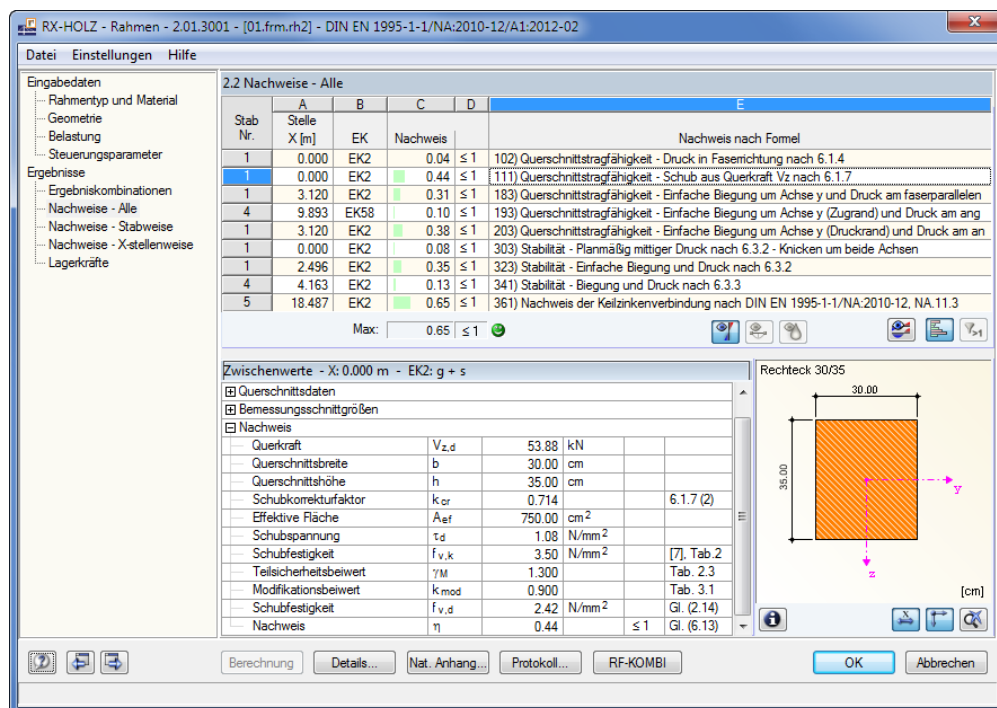 RX-HOLZ - Rahmen - 2.01.3001 - [01.frm.rh2] - DIN EN 1995-1-1/NA:2010-12/A1:2012-02
Datei Einstellungen Hilfe
Eingabedaten
Rahmentyp und Material
Geometrie
Belastung
Steuerungsparameter
Ergebnisse
Ergebniskombinationen
Nachweise - Alle
Nachweise - Stabweise
Nachweise - X-stellenweise
Lagerkräfte
2.2 Nachweise - Alle
A B C D E
Stab Nr. Stelle X [m] EK Nachweis Nachweis nach Formel
1 0.000 EK2 0.04 ≤ 1 102) Querschnittstragfähigkeit - Druck in Faserrichtung nach 6.1.4
1 0.000 EK2 0.44 ≤ 1 111) Querschnittstragfähigkeit - Schub aus Querkraft Vz nach 6.1.7
1 3.120 EK2 0.31 ≤ 1 183) Querschnittstragfähigkeit - Einfache Biegung um Achse y und Druck am faserparallelen
4 9.893 EK58 0.10 ≤ 1 193) Querschnittstragfähigkeit - Einfache Biegung um Achse y (Zugrand) und Druck am ang
1 3.120 EK2 0.38 ≤ 1 203) Querschnittstragfähigkeit - Einfache Biegung um Achse y (Druckrand) und Druck am an
1 0.000 EK2 0.08 ≤ 1 303) Stabilität - Planmäßig mittiger Druck nach 6.3.2 - Knicken um beide Achsen
1 2.496 EK2 0.35 ≤ 1 323) Stabilität - Einfache Biegung und Druck nach 6.3.2
4 4.163 EK2 0.13 ≤ 1 341) Stabilität - Biegung und Druck nach 6.3.3
5 18.487 EK2 0.65 ≤ 1 361) Nachweis der Keilzinkenverbindung nach DIN EN 1995-1-1/NA:2010-12, NA.11.3
Max: 0.65 ≤ 1
>1
Zwischenwerte - X: 0.000 m - EK2: g + s
Querschnittsdaten
Bemessungsschnittgrößen
Nachweis
Querkraft Vz,d 53.88 kN
Querschnittsbreite b 30.00 cm
Querschnittshöhe h 35.00 cm
Schubkorrekturfaktor kcr 0.714 6.1.7 (2)
Effektive Fläche Aef 750.00 cm2
Schubspannung τd 1.08 N/mm2
Schubfestigkeit fv,k 3.50 N/mm2 [7], Tab.2
Teilsicherheitsbeiwert γM 1.300 Tab. 2.3
Modifikationsbeiwert kmod 0.900 Tab. 3.1
Schubfestigkeit fv,d 2.42 N/mm2 Gl. (2.14)
Nachweis η 0.44 ≤ 1 Gl. (6.13)
Rechteck 30/35
30.00
35.00
y
z
[cm]
Berechnung Details... Nat. Anhang... Protokoll... RF-KOMBI OK Abbrechen